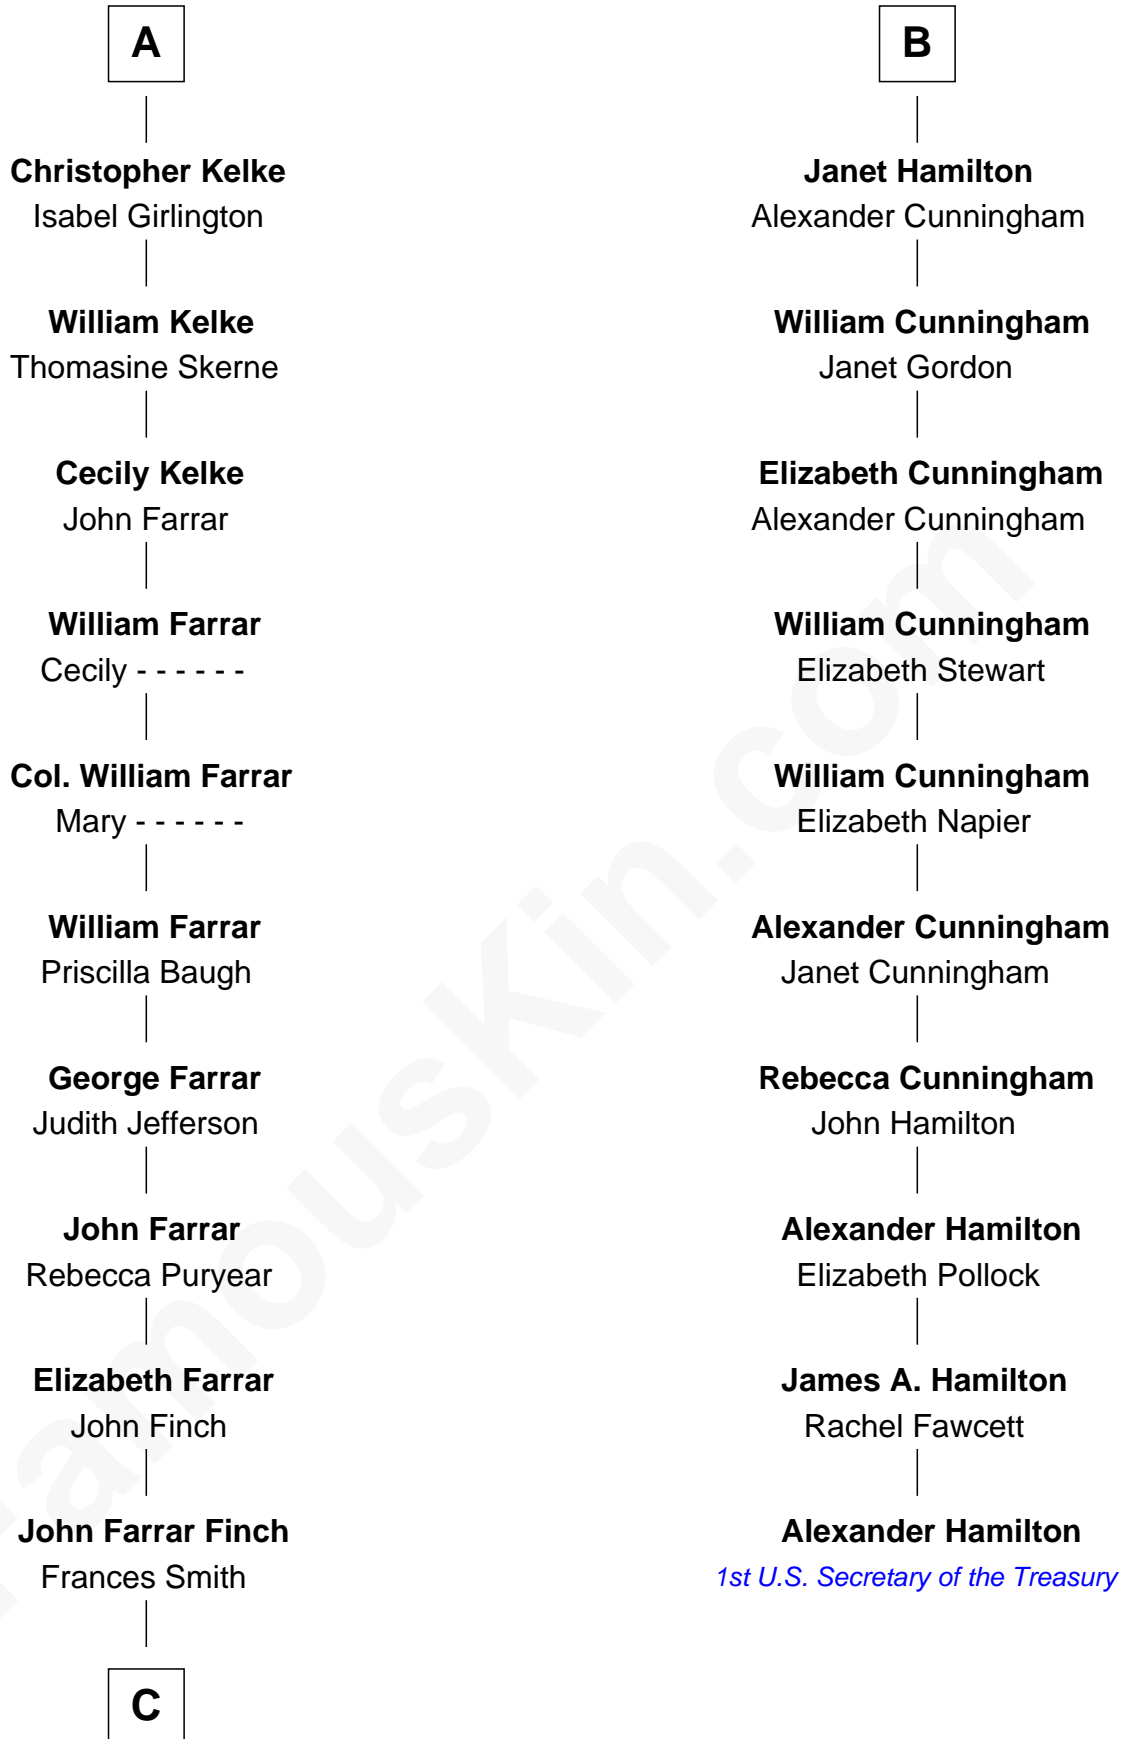 A
Christopher Kelke
Isabel Girlington
William Kelke
Thomasine Skerne
Cecily Kelke
John Farrar
William Farrar
Cecily - - - - - -
Col. William Farrar
Mary - - - - - -
William Farrar
Priscilla Baugh
George Farrar
Judith Jefferson
John Farrar
Rebecca Puryear
Elizabeth Farrar
John Finch
John Farrar Finch
Frances Smith
C
B
Janet Hamilton
Alexander Cunningham
William Cunningham
Janet Gordon
Elizabeth Cunningham
Alexander Cunningham
William Cunningham
Elizabeth Stewart
William Cunningham
Elizabeth Napier
Alexander Cunningham
Janet Cunningham
Rebecca Cunningham
John Hamilton
Alexander Hamilton
Elizabeth Pollock
James A. Hamilton
Rachel Fawcett
Alexander Hamilton
1st U.S. Secretary of the Treasury
FamousKin.com